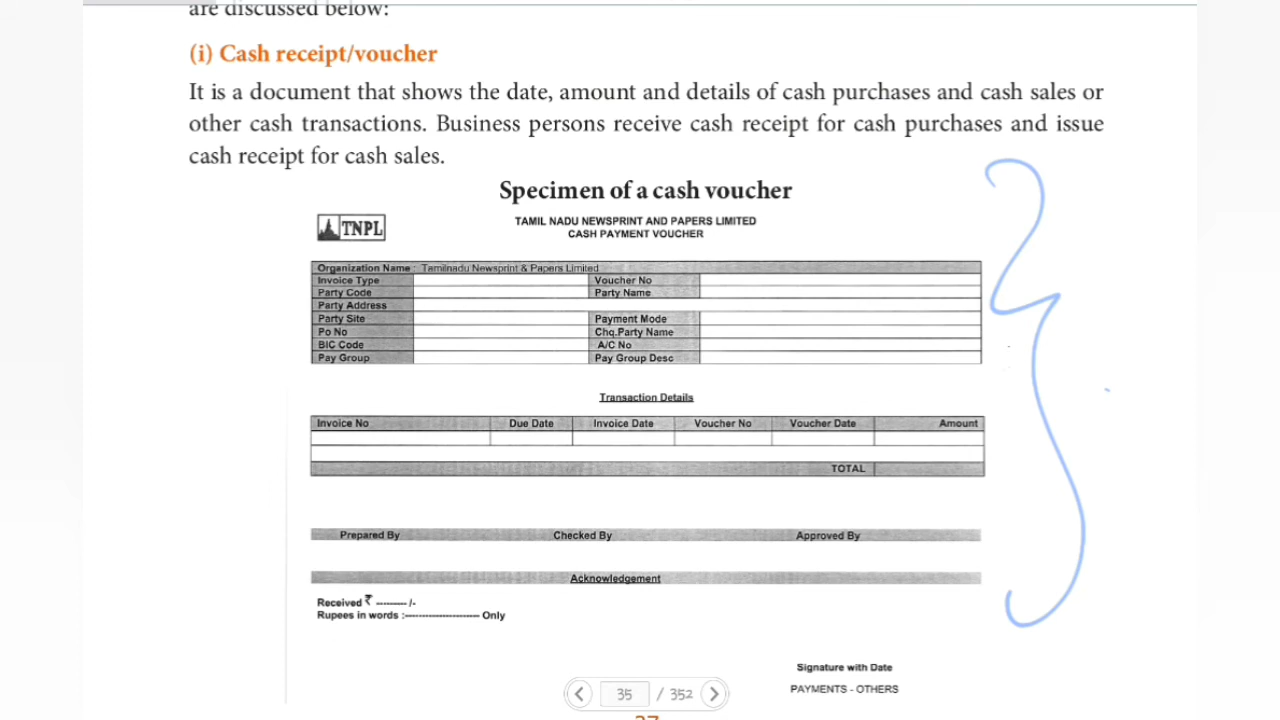 are discussed below:
(i) Cash receipt/voucher
It is a document that shows the date, amount and details of cash purchases and cash sales or
other cash transactions. Business persons receive cash receipt for cash purchases and issue
cash receipt for cash sales.
Specimen of a cash voucher
TNPL
TAMIL NADU NEWSPRINT AND PAPERS LIMITED
CASH PAYMENT VOUCHER
Organization Name : Tamilnadu Newsprint & Papers Limited
Invoice Type Voucher No
Party Code Party Name
Party Address
Party Site Payment Mode
Po No Chq.Party Name
BIC Code A/C No
Pay Group Pay Group Desc
Transaction Details
Invoice No Due Date Invoice Date Voucher No Voucher Date Amount
TOTAL
Prepared By Checked By Approved By
Acknowledgement
Received ₹ --------- /-
Rupees in words :---------------------- Only
Signature with Date
PAYMENTS - OTHERS
35 / 352